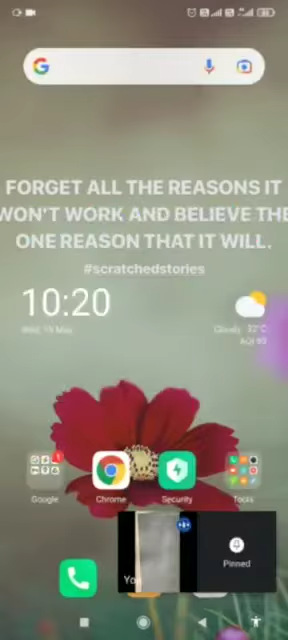 FORGET ALL THE REASONS IT
WON'T WORK AND BELIEVE THE
ONE REASON THAT IT WILL.
#scratchedstories
10:20
Cloudy 32°C
Google
Chrome
Security
Tools
Pinned